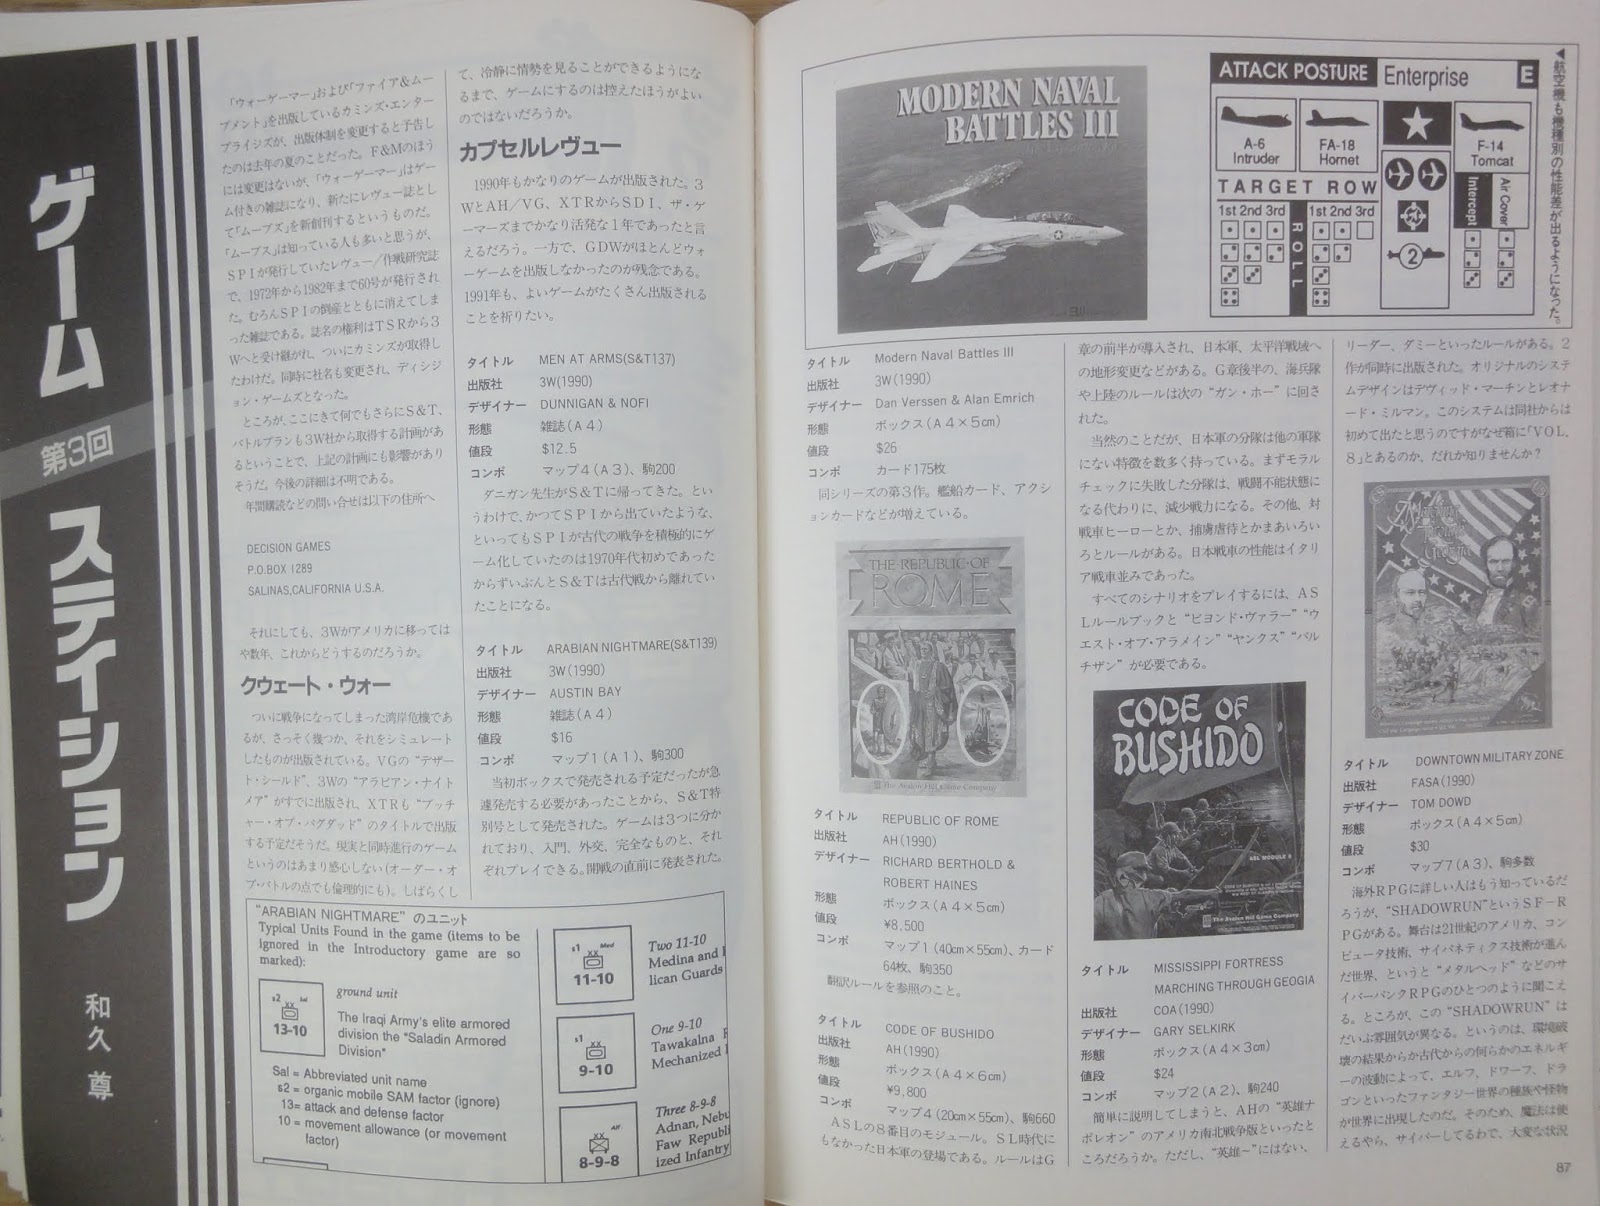 ゲーム
第3回
ステイション
和久 尊
「ウォーゲーマー」および「ファイア&ムー
ブメント」を出版しているカミンズ・エンター
プライシズが、出版体制を変更すると予告し
たのは去年の夏のことだった。F&Mのほう
には変更はないが、「ウォーゲーマー」はゲー
ム付きの雑誌になり、新たにレヴュー誌とし
て「ムーブズ」を新創刊するというものだ。
「ムーブス」は知っている人も多いと思うが、
SPIが発行していたレヴュー/作戦研究誌
で、1972年から1982年まで60号が発行され
た。むろんSPIの倒産とともに消えてしま
った雑誌である。誌名の権利はTSRから3
Wへと受け継がれ、ついにカミンズが取得し
たわけだ。同時に社名も変更され、ディシジ
ョン・ゲームズとなった。
ところが、ここにきて何でもさらにS&T、
バトルプランも3W社から取得する計画があ
るということで、上記の計画にも影響があり
そうだ。今後の詳細は不明である。
年間購読などの問い合せは以下の住所へ
DECISION GAMES
P.O.BOX 1289
SALINAS,CALIFORNIA U.S.A.
それにしても、3Wがアメリカに移っては
や数年、これからどうするのだろうか。
クウェート・ウォー
ついに戦争になってしまった湾岸危機であ
るが、さっそく幾つか、それをシミュレート
したものが出版されている。VGの“デザー
ト・シールド”、3Wの“アラビアン・ナイト
メア”がすでに出版され、XTRも“ブッチ
ャー・オブ・バグダッド”のタイトルで出版
する予定だそうだ。現実と同時進行のゲーム
というのはあまり感心しない(オーダー・オ
ブ・バトルの点でも倫理的にも)。しばらくし
て、冷静に情勢を見ることができるようにな
るまで、ゲームにするのは控えたほうがよい
のではないだろうか。
カプセルレヴュー
1990年もかなりのゲームが出版された。3
WとAH/VG、XTRからSDI、ザ・ゲ
ーマーズまでかなり活発な1年であったと言
えるだろう。一方で、GDWがほとんどウォ
ーゲームを出版しなかったのが残念である。
1991年も、よいゲームがたくさん出版される
ことを祈りたい。
タイトル MEN AT ARMS(S&T137)
出版社 3W(1990)
デザイナー DUNNIGAN & NOFI
形態 雑誌(A4)
値段 $12.5
コンポ マップ4(A3)、駒200
ダニガン先生がS&Tに帰ってきた。とい
うわけで、かつてSPIから出ていたような、
といってもSPIが古代の戦争を積極的にゲ
ーム化していたのは1970年代初めであった
からずいぶんとS&Tは古代戦から離れてい
たことになる。
タイトル ARABIAN NIGHTMARE(S&T139)
出版社 3W(1990)
デザイナー AUSTIN BAY
形態 雑誌(A4)
値段 $16
コンポ マップ1(A1)、駒300
当初ボックスで発売される予定だったが急
遽発売する必要があったことから、S&T特
別号として発売された。ゲームは3つに分か
れており、入門、外交、完全なものと、それ
ぞれプレイできる。開戦の直前に発表された。
“ARABIAN NIGHTMARE” のユニット
Typical Units Found in the game (items to be
ignored in the Introductory game are so
marked):
s2 Sal
XX
13-10
ground unit
The Iraqi Army's elite armored
division the "Saladin Armored
Division"
Sal = Abbreviated unit name
s2 = organic mobile SAM factor (ignore)
13= attack and defense factor
10 = movement allowance (or movement
factor)
s1 Med
XX
11-10
Two 11-10
Medina and
lican Guards
s1
XX
9-10
One 9-10
Tawakalna
Mechanized
XX
8-9-8
Three 8-9-8
Adnan, Nebu
Faw Republi
ized Infantry
MODERN NAVAL
BATTLES III
ATTACK POSTURE Enterprise E
A-6
Intruder
FA-18
Hornet
F-14
Tomcat
TARGET ROW
1st 2nd 3rd
ROLL
1st 2nd 3rd
2
Intercept
Air Cover
◀航空機も機種別の性能差が出るようになった。
タイトル Modern Naval Battles III
出版社 3W(1990)
デザイナー Dan Verssen & Alan Emrich
形態 ボックス(A4×5cm)
値段 $26
コンポ カード175枚
同シリーズの第3作。艦船カード、アクシ
ョンカードなどが増えている。
THE REPUBLIC OF
ROME
The Avalon Hill Game Company
タイトル REPUBLIC OF ROME
出版社 AH(1990)
デザイナー RICHARD BERTHOLD &
ROBERT HAINES
形態 ボックス(A4×5cm)
値段 ¥8,500
コンポ マップ1(40cm×55cm)、カード
64枚、駒350
翻訳ルールを参照のこと。
タイトル CODE OF BUSHIDO
出版社 AH(1990)
形態 ボックス(A4×6cm)
値段 ¥9,800
コンポ マップ4(20cm×55cm)、駒660
ASLの8番目のモジュール。SL時代に
もなかった日本軍の登場である。ルールはG
章の前半が導入され、日本軍、太平洋戦域へ
の地形変更などがある。G章後半の、海兵隊
や上陸のルールは次の“ガン・ホー”に回さ
れた。
当然のことだが、日本軍の分隊は他の軍隊
にない特徴を数多く持っている。まずモラル
チェックに失敗した分隊は、戦闘不能状態に
なる代わりに、減少戦力になる。その他、対
戦車ヒーローとか、捕虜虐待とかまあいろい
ろとルールがある。日本戦車の性能はイタリ
ア戦車並みであった。
すべてのシナリオをプレイするには、AS
Lルールブックと“ビヨンド・ヴァラー”“ウ
エスト・オブ・アラメイン”“ヤンクス”“パル
チザン”が必要である。
CODE OF
BUSHIDO
ASL MODULE 8
The Avalon Hill Game Company
タイトル MISSISSIPPI FORTRESS
MARCHING THROUGH GEOGIA
出版社 COA(1990)
デザイナー GARY SELKIRK
形態 ボックス(A4×3cm)
値段 $24
コンポ マップ2(A2)、駒240
簡単に説明してしまうと、AHの“英雄ナ
ポレオン”のアメリカ南北戦争版といったと
ころだろうか。ただし、“英雄~”にはない、
リーダー、ダミーといったルールがある。2
作が同時に出版された。オリジナルのシステ
ムデザインはデヴィッド・マーチンとレオナ
ード・ミルマン。このシステムは同社からは
初めて出たと思うのですがなぜ箱に「VOL.
8」とあるのか、だれか知りませんか?
タイトル DOWNTOWN MILITARY ZONE
出版社 FASA(1990)
デザイナー TOM DOWD
形態 ボックス(A4×5cm)
値段 $30
コンポ マップ7(A3)、駒多数
海外RPGに詳しい人はもう知っているだ
ろうが、“SHADOWRUN”というSF-R
PGがある。舞台は21世紀のアメリカ、コン
ピュータ技術、サイバネティクス技術が進ん
だ世界、というと“メタルヘッド”などのサ
イバーパンクRPGのひとつのように聞こえ
る。ところが、この“SHADOWRUN”は
だいぶ雰囲気が異なる。というのは、環境破
壊の結果からか古代からの何らかのエネルギ
ーの波動によって、エルフ、ドワーフ、ドラ
ゴンといったファンタジー世界の種族や怪物
が世界に出現したのだ。そのため、魔法は使
えるやら、サイバーしてるわで、大変な状況
87